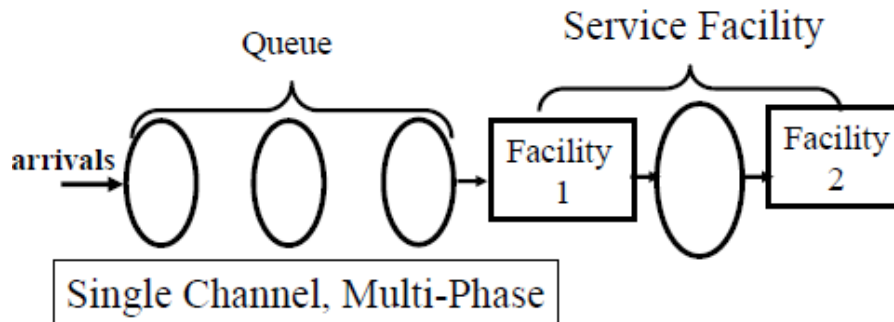 Queue
Service Facility
arrivals
Facility
1
Facility
2
Single Channel, Multi-Phase